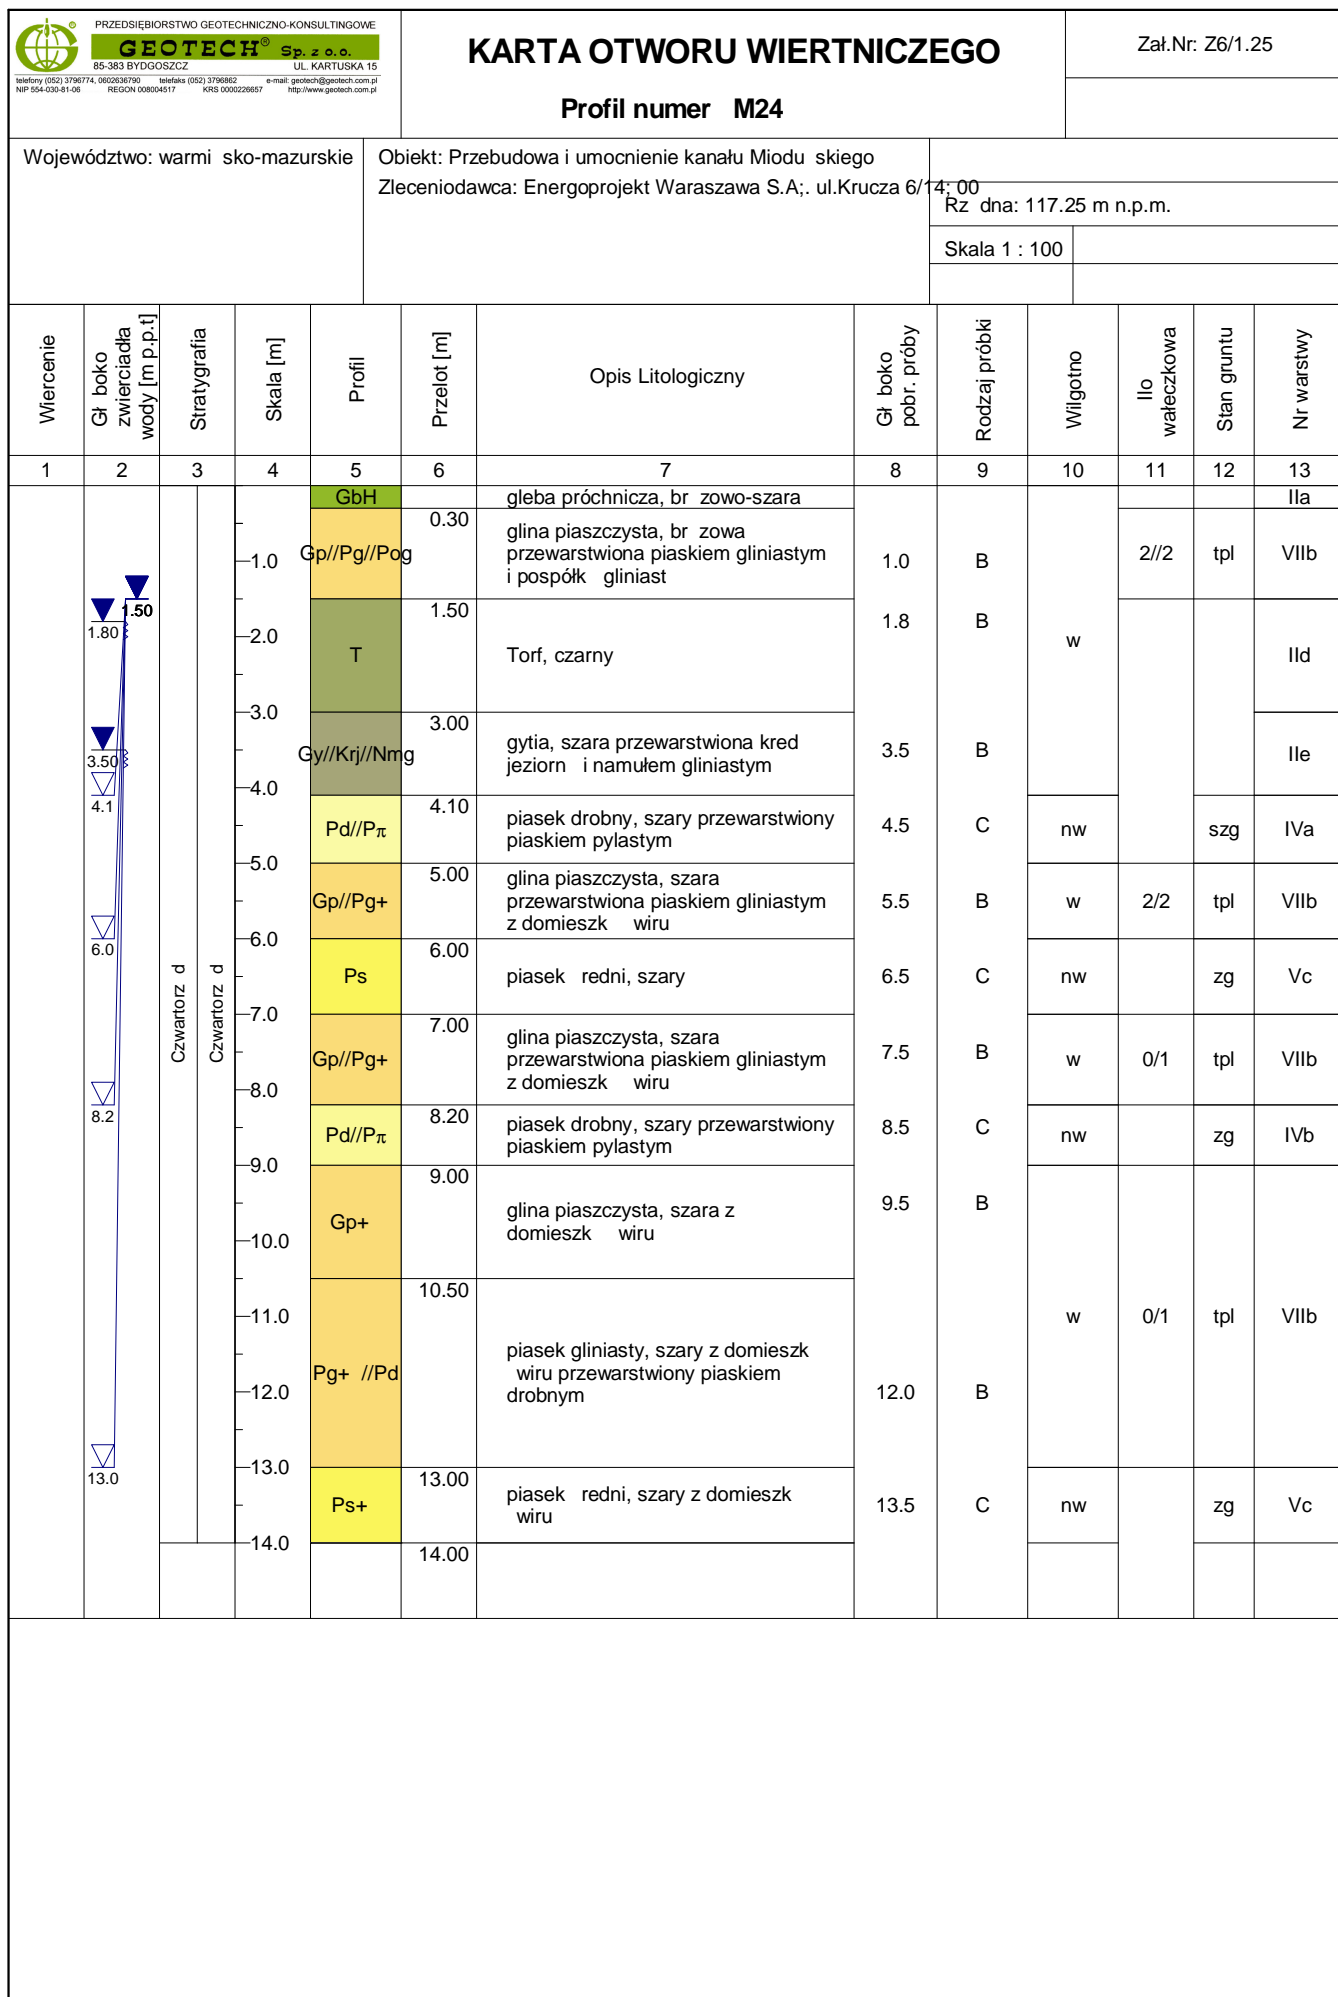 PRZEDSIĘBIORSTWO GEOTECHNICZNO-KONSULTINGOWE
GEOTECH® Sp. z o.o.
85-383 BYDGOSZCZ UL. KARTUSKA 15
telefony (052) 3796774, 0602636790 telefaks (052) 3796862 e-mail: geotech@geotech.com.pl
NIP 554-030-81-06 REGON 008004517 KRS 0000226657 http://www.geotech.com.pl
KARTA OTWORU WIERTNICZEGO
Profil numer M24
Zał.Nr: Z6/1.25
Województwo: warmi sko-mazurskie
Obiekt: Przebudowa i umocnienie kanału Miodu skiego
Zleceniodawca: Energoprojekt Waraszawa S.A;. ul.Krucza 6/14; 00
Rz dna: 117.25 m n.p.m.
Skala 1 : 100
Wiercenie
Gł boko
zwierciadła
wody [m p.p.t]
Stratygrafia
Skala [m]
Profil
Przelot [m]
Opis Litologiczny
Gł boko
pobr. próby
Rodzaj próbki
Wilgotno
Ilo
wałeczkowa
Stan gruntu
Nr warstwy
1 2 3 4 5 6 7 8 9 10 11 12 13
GbH gleba próchnicza, br zowo-szara IIa
0.30
Gp//Pg//Pog
glina piaszczysta, br zowa
przewarstwiona piaskiem gliniastym
i pospółk gliniast
1.0 1.0 B 2//2 tpl VIIb
1.50
1.80
1.50
1.8 B
2.0
T Torf, czarny w IId
3.0
3.00
3.50
Gy//Krj//Nmg
gytia, szara przewarstwiona kred
jeziorn i namułem gliniastym
3.5 B IIe
4.0
4.1
4.10
Pd//Pπ
piasek drobny, szary przewarstwiony
piaskiem pylastym
4.5 C nw szg IVa
5.0
5.00
Gp//Pg+
glina piaszczysta, szara
przewarstwiona piaskiem gliniastym
z domieszk wiru
5.5 B w 2/2 tpl VIIb
6.0
6.0
6.00
Ps piasek redni, szary 6.5 C nw zg Vc
Czwartorz d
Czwartorz d
7.0
7.00
Gp//Pg+
glina piaszczysta, szara
przewarstwiona piaskiem gliniastym
z domieszk wiru
7.5 B w 0/1 tpl VIIb
8.0
8.2
8.20
Pd//Pπ
piasek drobny, szary przewarstwiony
piaskiem pylastym
8.5 C nw zg IVb
9.0
9.00
Gp+
glina piaszczysta, szara z
domieszk wiru
9.5 B
10.0
10.50
11.0
w 0/1 tpl VIIb
Pg+ //Pd
piasek gliniasty, szary z domieszk
wiru przewarstwiony piaskiem
drobnym
12.0 12.0 B
13.0
13.0
13.00
Ps+
piasek redni, szary z domieszk
wiru
13.5 C nw zg Vc
14.0
14.00